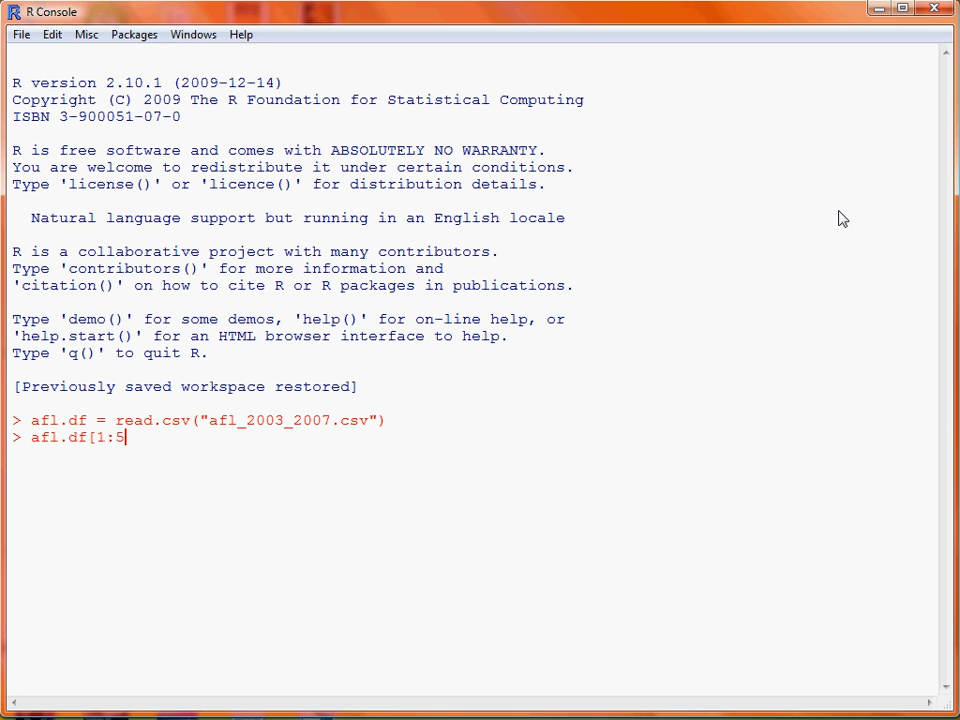 R Console
File Edit Misc Packages Windows Help
R version 2.10.1 (2009-12-14)
Copyright (C) 2009 The R Foundation for Statistical Computing
ISBN 3-900051-07-0
R is free software and comes with ABSOLUTELY NO WARRANTY.
You are welcome to redistribute it under certain conditions.
Type 'license()' or 'licence()' for distribution details.
Natural language support but running in an English locale
R is a collaborative project with many contributors.
Type 'contributors()' for more information and
'citation()' on how to cite R or R packages in publications.
Type 'demo()' for some demos, 'help()' for on-line help, or
'help.start()' for an HTML browser interface to help.
Type 'q()' to quit R.
[Previously saved workspace restored]
> afl.df = read.csv("afl_2003_2007.csv")
> afl.df[1:5